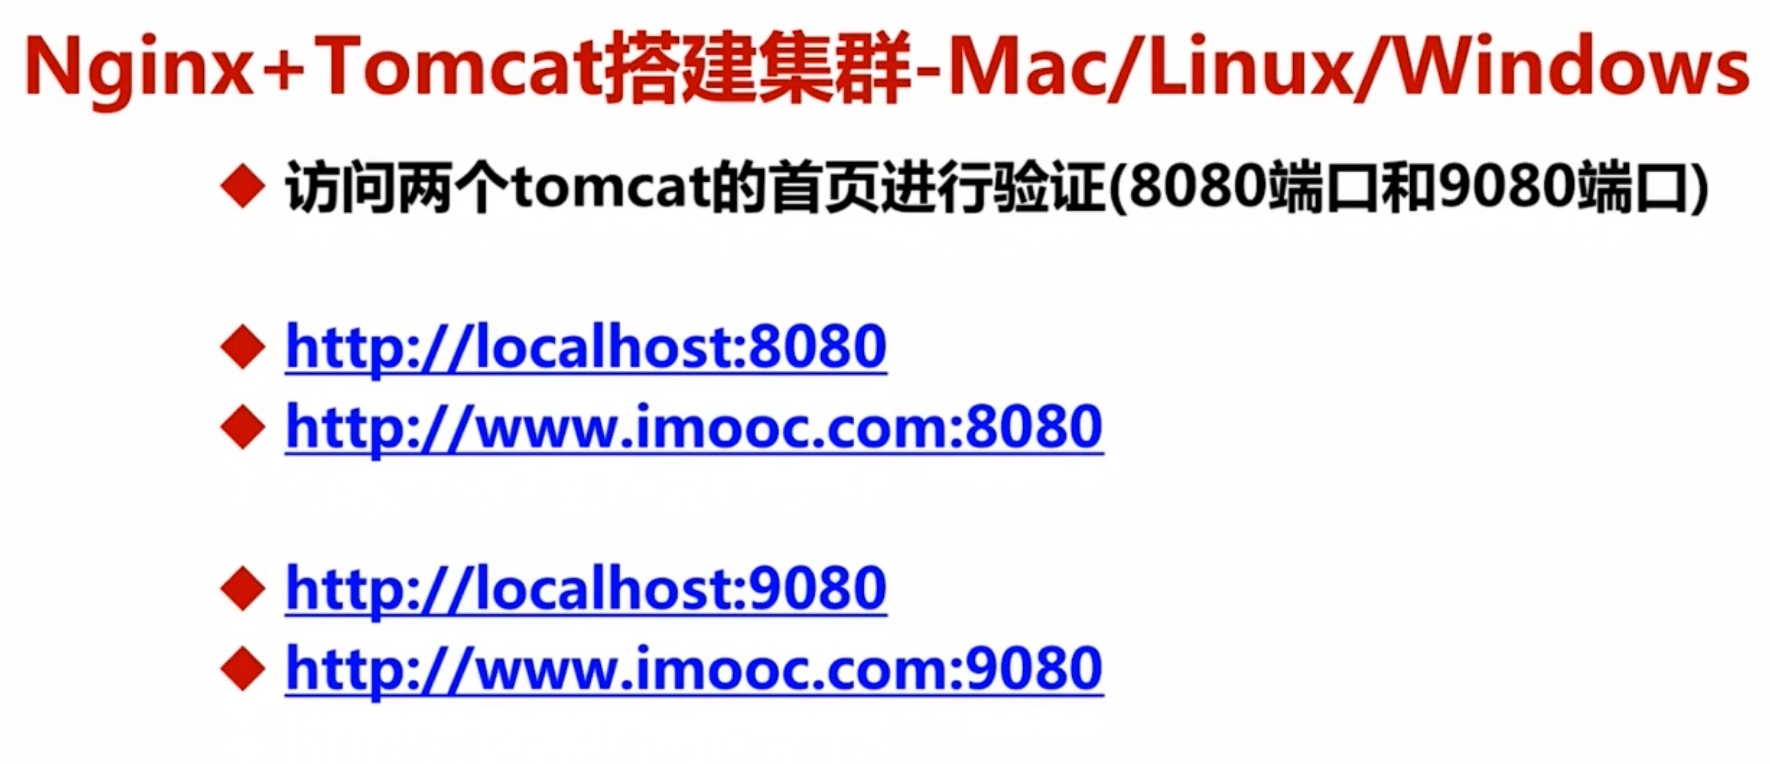 Nginx+Tomcat搭建集群-Mac/Linux/Windows
访问两个tomcat的首页进行验证(8080端口和9080端口)
http://localhost:8080
http://www.imooc.com:8080
http://localhost:9080
http://www.imooc.com:9080